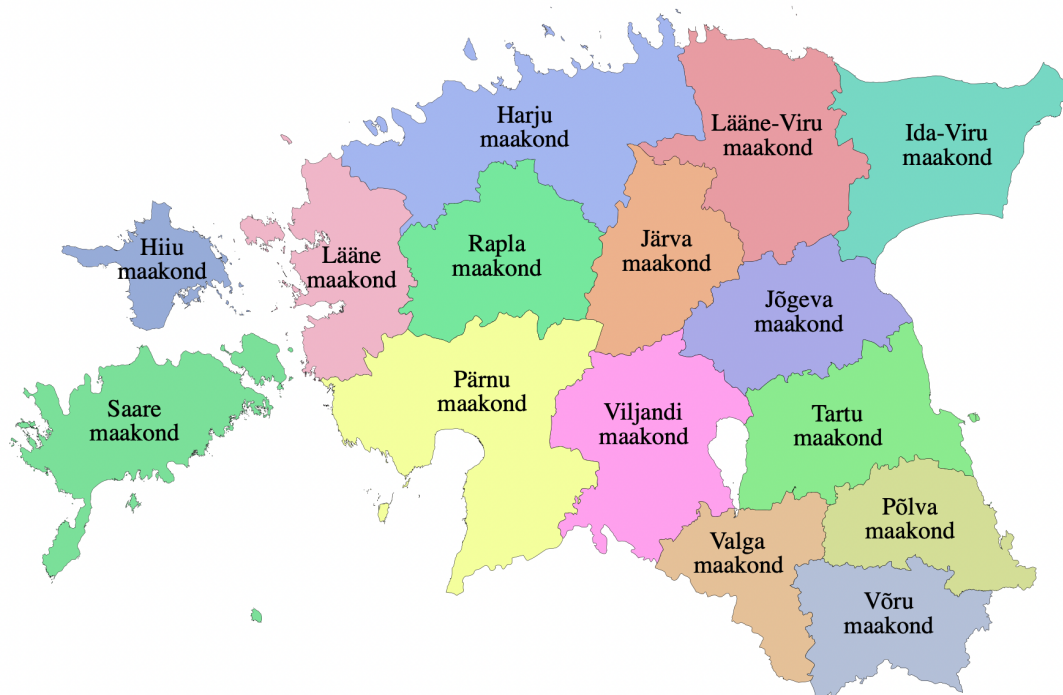 Harju
maakond
Lääne-Viru
maakond
Ida-Viru
maakond
Hiiu
maakond
Lääne
maakond
Rapla
maakond
Järva
maakond
Jõgeva
maakond
Saare
maakond
Pärnu
maakond
Viljandi
maakond
Tartu
maakond
Põlva
maakond
Valga
maakond
Võru
maakond